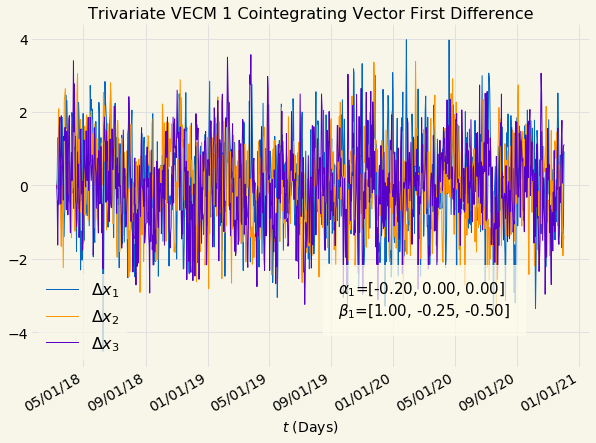 Trivariate VECM 1 Cointegrating Vector First Difference
4
2
0
−2
−4
Δx₁
Δx₂
Δx₃
α₁=[-0.20, 0.00, 0.00]
β₁=[1.00, -0.25, -0.50]
05/01/18 09/01/18 01/01/19 05/01/19 09/01/19 01/01/20 05/01/20 09/01/20 01/01/21
t (Days)